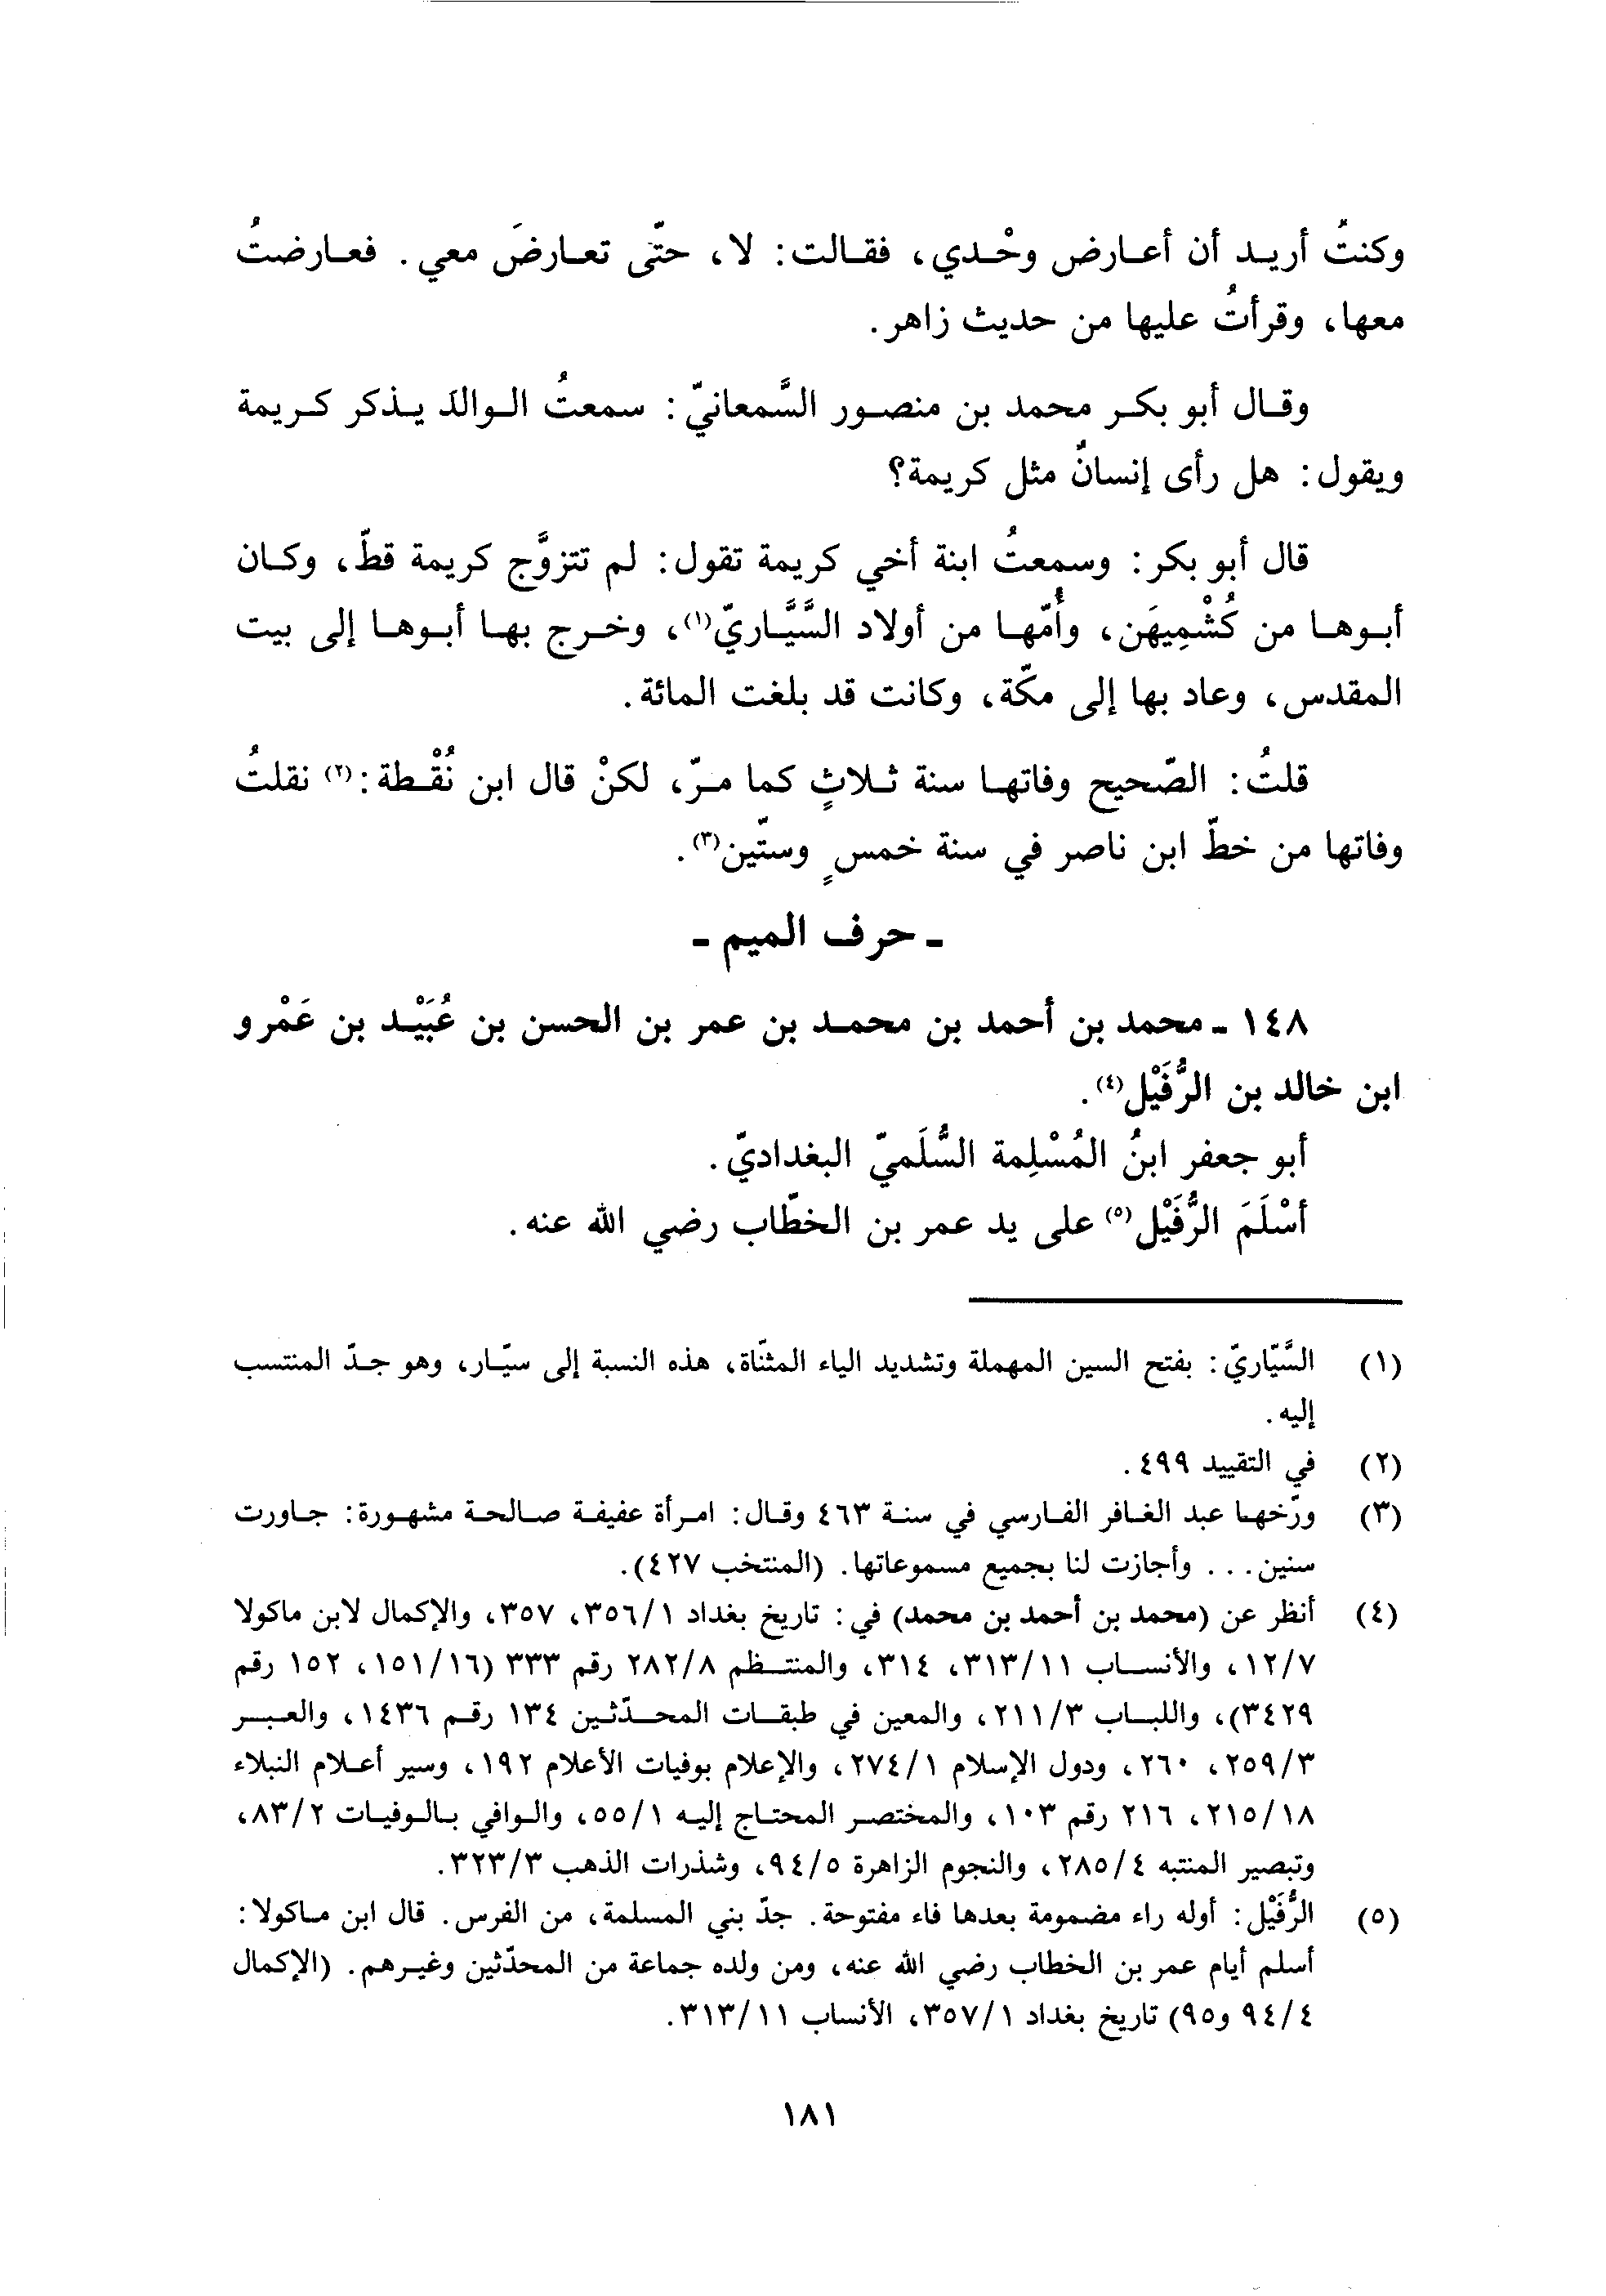 وكنتُ أريد أن أعارض وحْدي، فقالت: لا، حتّى تعارضَ معي. فعارضتُ
معها، وقرأتُ عليها من حديث زاهر.
وقال أبو بكر محمد بن منصور السَّمعانيّ: سمعتُ الوالد يذكر كريمة
ويقول: هل رأى إنسانٌ مثل كريمة؟
قال أبو بكر: وسمعتُ ابنة أخي كريمة تقول: لم تتزوَّج كريمة قطّ، وكان
أبوها من كُشْمِيهَن، وأُمّها من أولاد السَّيَّاريّ(١)، وخرج بها أبوها إلى بيت
المقدس، وعاد بها إلى مكّة، وكانت قد بلغت المائة.
قلتُ: الصّحيح وفاتها سنة ثلاثٍ كما مرّ، لكنْ قال ابن نُقْطة:(٢) نقلتُ
وفاتها من خطّ ابن ناصر في سنة خمسٍ وستّين(٣).
ـ حرف الميم ـ
١٤٨ ـ محمد بن أحمد بن محمد بن عمر بن الحسن بن عُبَيْد بن عَمْرو
ابن خالد بن الرُّفَيْل(٤).
أبو جعفر ابنُ المُسْلِمة السُّلَميّ البغداديّ.
أسْلَمَ الرُّفَيْل(٥) على يد عمر بن الخطّاب رضي الله عنه.
(١) السَّيّاريّ: بفتح السين المهملة وتشديد الياء المثنّاة، هذه النسبة إلى سيّار، وهو جدّ المنتسب
إليه.
(٢) في التقييد ٤٩٩.
(٣) ورّخها عبد الغافر الفارسي في سنة ٤٦٣ وقال: امرأة عفيفة صالحة مشهورة: جاورت
سنين... وأجازت لنا بجميع مسموعاتها. (المنتخب ٤٢٧).
(٤) أنظر عن (محمد بن أحمد بن محمد) في: تاريخ بغداد ٣٥٦/١، ٣٥٧، والإكمال لابن ماكولا
١٢/٧، والأنساب ٣١٣/١١، ٣١٤، والمنتظم ٢٨٢/٨ رقم ٣٣٣ (١٥١/١٦، ١٥٢ رقم
٣٤٢٩)، واللباب ٢١١/٣، والمعين في طبقات المحدّثين ١٣٤ رقم ١٤٣٦، والعبر
٢٥٩/٣، ٢٦٠، ودول الإسلام ٢٧٤/١، والإعلام بوفيات الأعلام ١٩٢، وسير أعلام النبلاء
٢١٥/١٨، ٢١٦ رقم ١٠٣، والمختصر المحتاج إليه ٥٥/١، والوافي بالوفيات ٨٣/٢،
وتبصير المنتبه ٢٨٥/٤، والنجوم الزاهرة ٩٤/٥، وشذرات الذهب ٣٢٣/٣.
(٥) الرُّفَيْل: أوله راء مضمومة بعدها فاء مفتوحة. جدّ بني المسلمة، من الفرس. قال ابن ماكولا:
أسلم أيام عمر بن الخطاب رضي الله عنه، ومن ولده جماعة من المحدّثين وغيرهم. (الإكمال
٩٤/٤ و٩٥) تاريخ بغداد ٣٥٧/١، الأنساب ٣١٣/١١.
١٨١